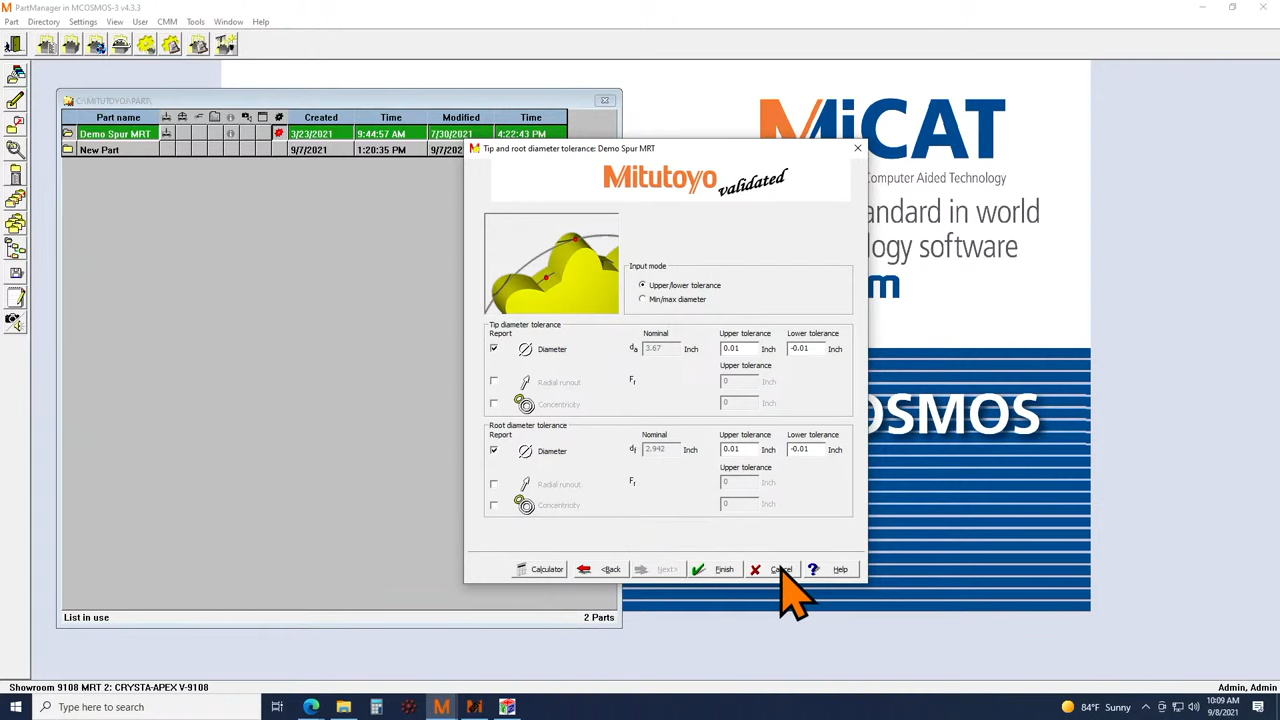 PartManager in MCOSMOS-3 v4.3.3
Part Directory Settings View User CMM Tools Window Help
C:\MITUTOYO\PART\
Part name Created Time Modified Time
Demo Spur MRT 3/23/2021 9:44:57 AM 7/30/2021 4:22:43 PM
New Part 9/7/2021 1:20:35 PM 9/7/202
MiCAT
Computer Aided Technology
andard in world
logy software
m
COSMOS
Tip and root diameter tolerance: Demo Spur MRT
Mitutoyo validated
Input mode
Upper/lower tolerance
Min/max diameter
Tip diameter tolerance
Report Nominal Upper tolerance Lower tolerance
Diameter da 3.67 Inch 0.01 Inch -0.01 Inch
Upper tolerance
Radial runout Fr 0 Inch
Concentricity 0 Inch
Root diameter tolerance
Report Nominal Upper tolerance Lower tolerance
Diameter df 2.942 Inch 0.01 Inch -0.01 Inch
Upper tolerance
Radial runout Fr 0 Inch
Concentricity 0 Inch
Calculator <Back Next> Finish Cancel Help
List in use 2 Parts
Showroom 9108 MRT 2: CRYSTA-APEX V-9108 Admin, Admin
Type here to search 84°F Sunny 10:09 AM
9/8/2021